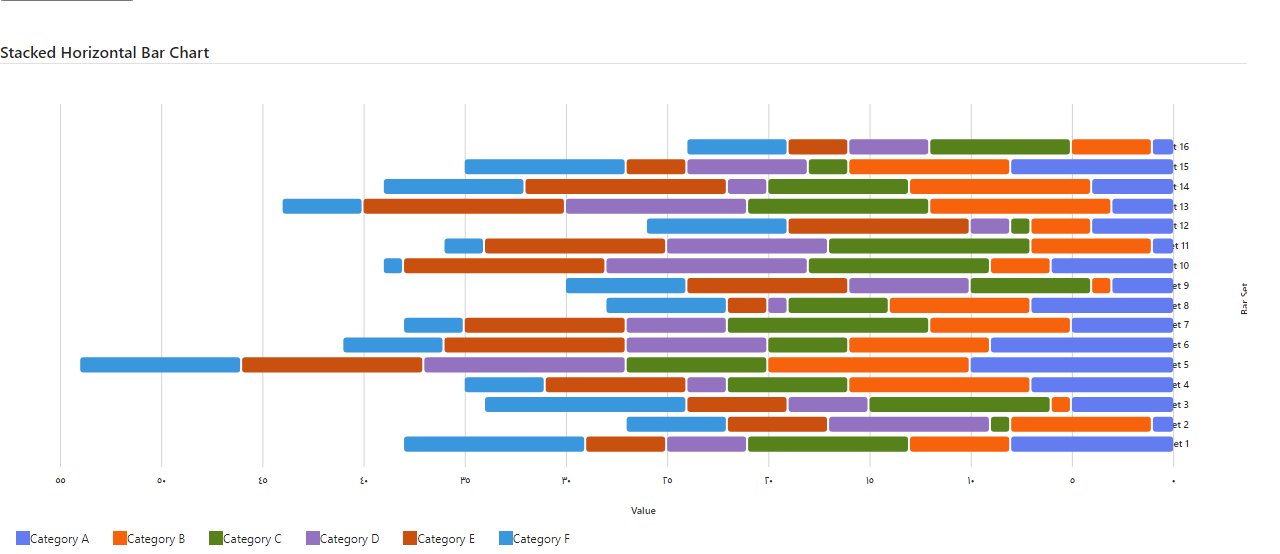 Stacked Horizontal Bar Chart
t 16
t 15
t 14
t 13
t 12
et 11
t 10
et 9
et 8
et 7
et 6
et 5
et 4
et 3
et 2
et 1
Bar Set
٥٥ ٥٠ ٤٥ ٤٠ ٣٥ ٣٠ ٢٥ ٢٠ ١٥ ١٠ ٥ ٠
Value
Category A Category B Category C Category D Category E Category F